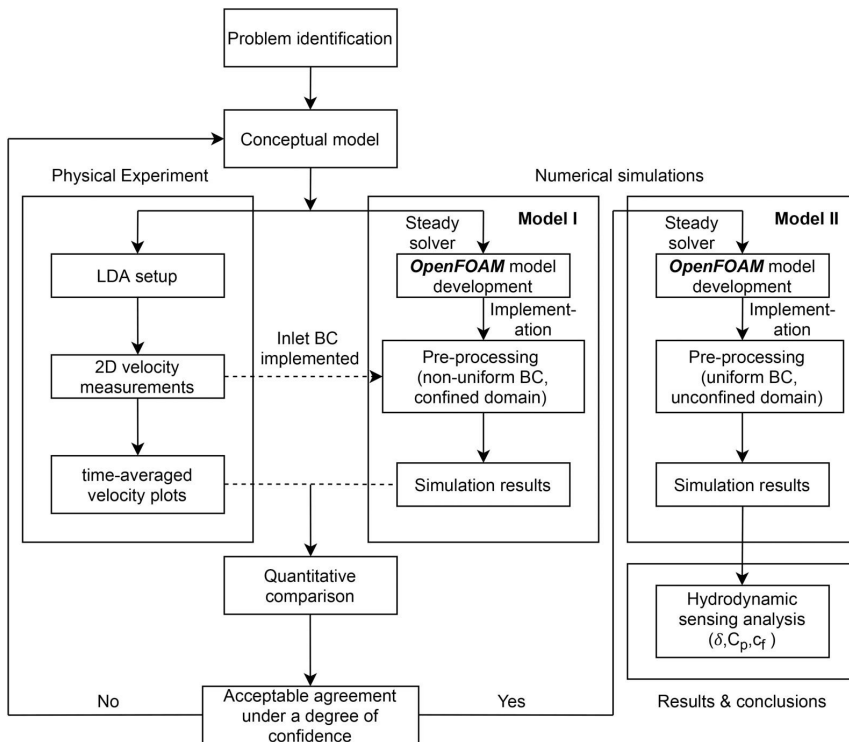 Problem identification
Conceptual model
Physical Experiment
Numerical simulations
Steady
solver
Model I
Steady
solver
Model II
LDA setup
OpenFOAM model
development
OpenFOAM model
development
Implement-
ation
Implement-
ation
Inlet BC
implemented
2D velocity
measurements
Pre-processing
(non-uniform BC,
confined domain)
Pre-processing
(uniform BC,
unconfined domain)
time-averaged
velocity plots
Simulation results
Simulation results
Quantitative
comparison
Hydrodynamic
sensing analysis
(δ,Cp,cf )
No
Acceptable agreement
under a degree of
confidence
Yes
Results & conclusions